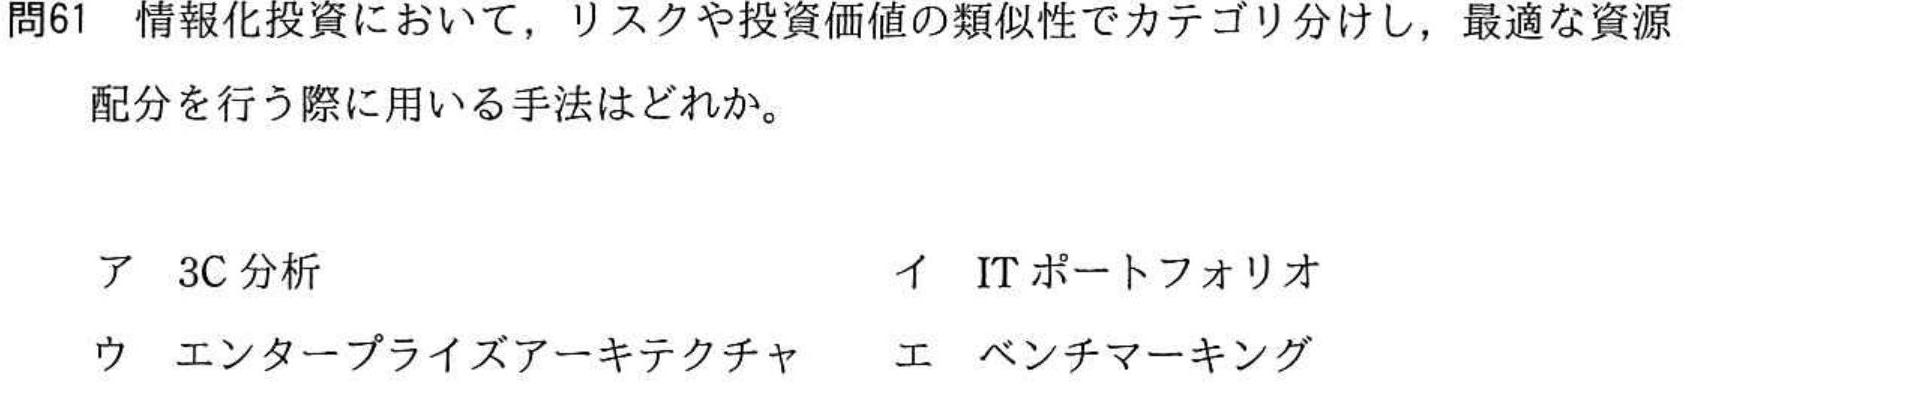 問61 情報化投資において，リスクや投資価値の類似性でカテゴリ分けし，最適な資源
配分を行う際に用いる手法はどれか。
ア 3C 分析 イ IT ポートフォリオ
ウ エンタープライズアーキテクチャ エ ベンチマーキング